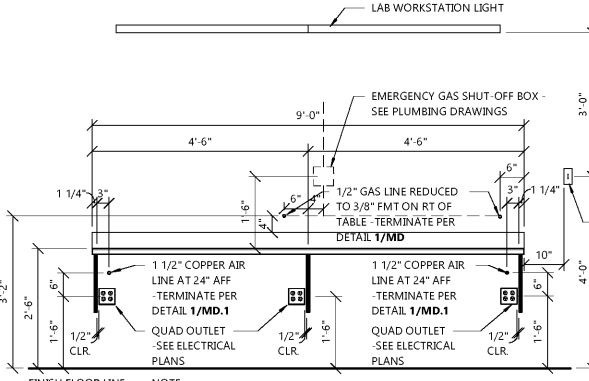 LAB WORKSTATION LIGHT
EMERGENCY GAS SHUT-OFF BOX -
SEE PLUMBING DRAWINGS
9'-0"
3'-0"
4'-6"
4'-6"
6"
1 1/4"
3"
1'-6"
6"
4"
4"
1/2" GAS LINE REDUCED
TO 3/8" FMT ON RT OF
TABLE -TERMINATE PER
DETAIL 1/MD
3"
1 1/4"
10"
4'-0"
3'-2"
2'-6"
6"
1'-6"
1 1/2" COPPER AIR
LINE AT 24" AFF
-TERMINATE PER
DETAIL 1/MD.1
QUAD OUTLET
-SEE ELECTRICAL
PLANS
1/2"
CLR.
1/2"
CLR.
1'-6"
1 1/2" COPPER AIR
LINE AT 24" AFF
-TERMINATE PER
DETAIL 1/MD.1
QUAD OUTLET
-SEE ELECTRICAL
PLANS
1/2"
CLR.
6"
1'-6"
FINISH FLOOR LINE
NOTE